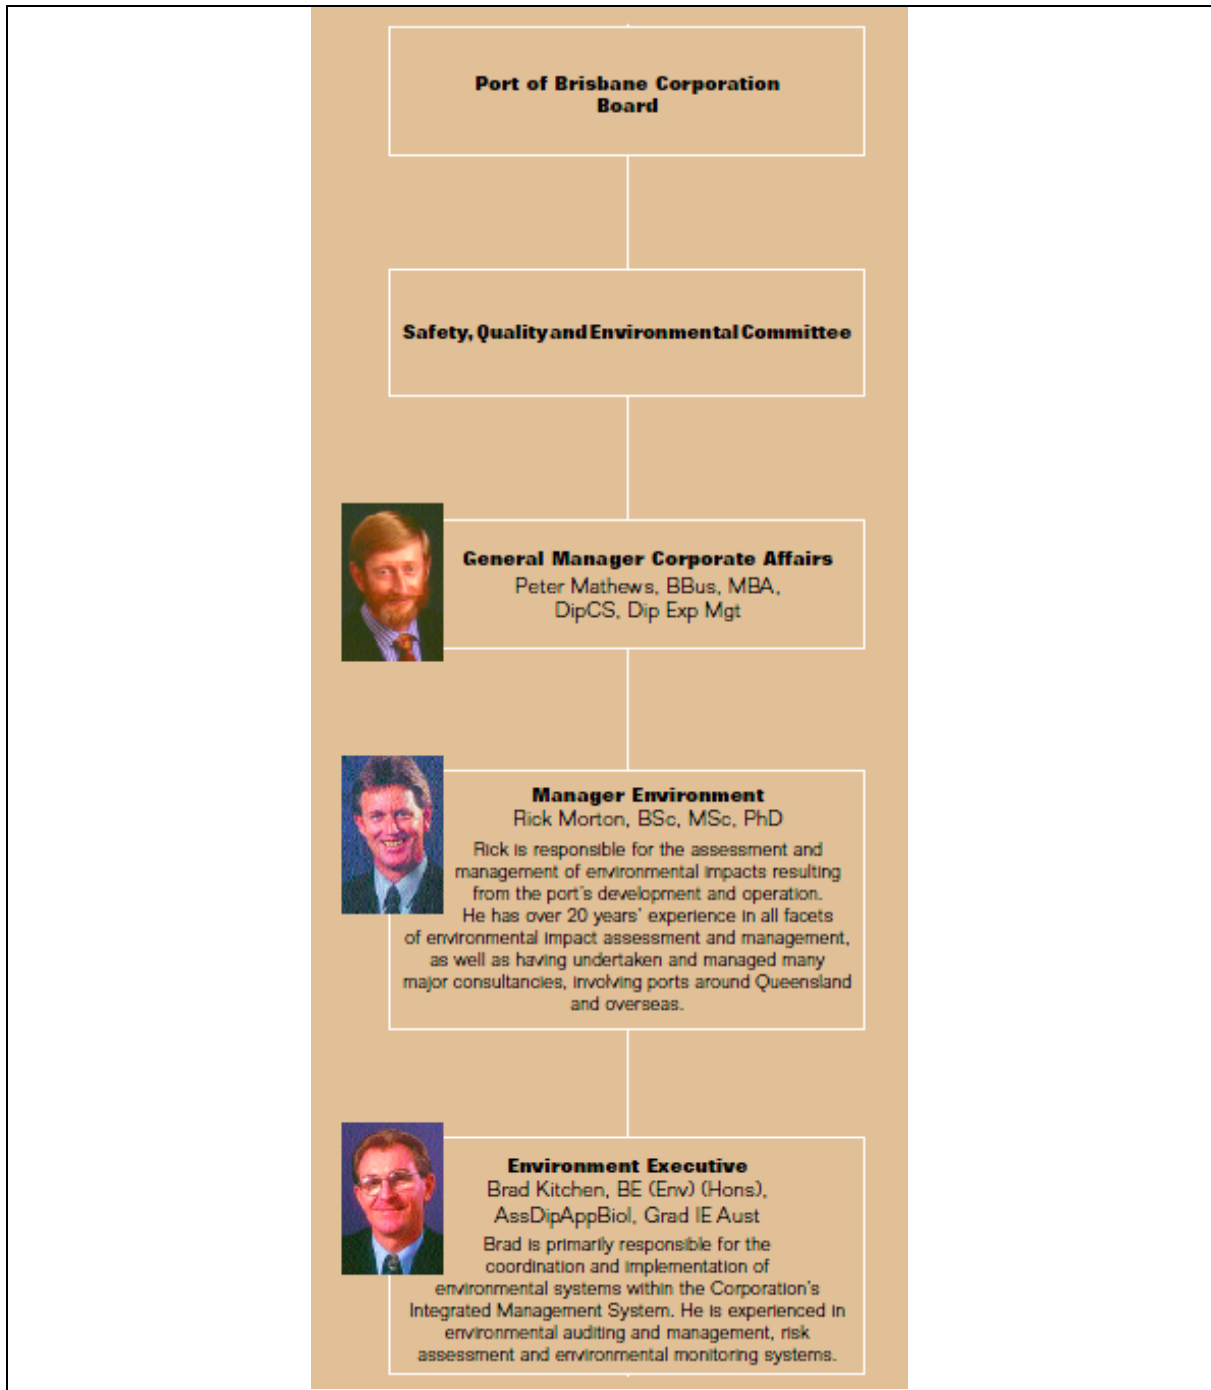 Port of Brisbane Corporation
Board
Safety, Quality and Environmental Committee
General Manager Corporate Affairs
Peter Mathews, BBus, MBA,
DipCS, Dip Exp Mgt
Manager Environment
Rick Morton, BSc, MSc, PhD
Rick is responsible for the assessment and
management of environmental impacts resulting
from the port's development and operation.
He has over 20 years' experience in all facets
of environmental impact assessment and management,
as well as having undertaken and managed many
major consultancies, involving ports around Queensland
and overseas.
Environment Executive
Brad Kitchen, BE (Env) (Hons),
AssDipAppBiol, Grad IE Aust
Brad is primarily responsible for the
coordination and implementation of
environmental systems within the Corporation's
Integrated Management System. He is experienced in
environmental auditing and management, risk
assessment and environmental monitoring systems.